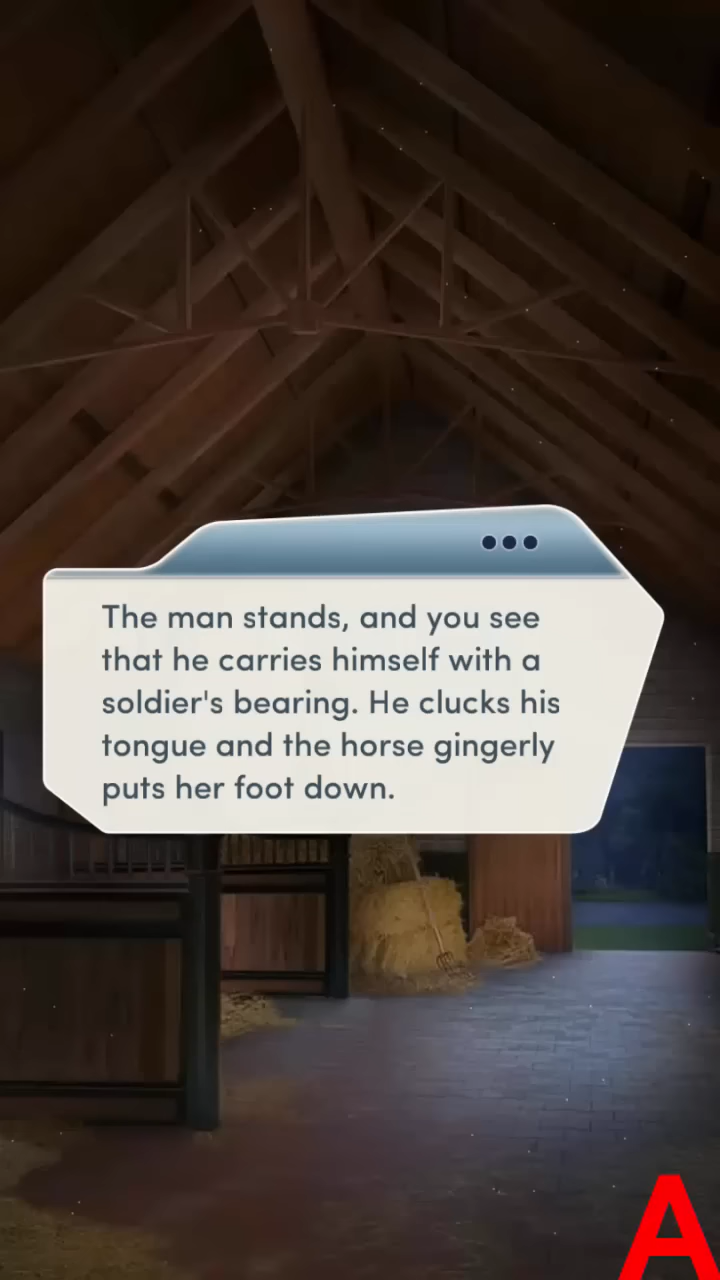 The man stands, and you see
that he carries himself with a
soldier's bearing. He clucks his
tongue and the horse gingerly
puts her foot down.
A